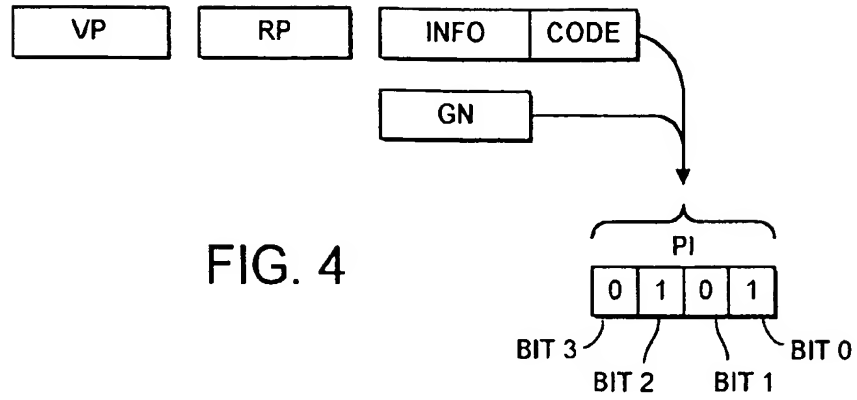 VP RP INFO CODE
GN
PI
FIG. 4
0 1 0 1
BIT 3 BIT 0
BIT 2 BIT 1